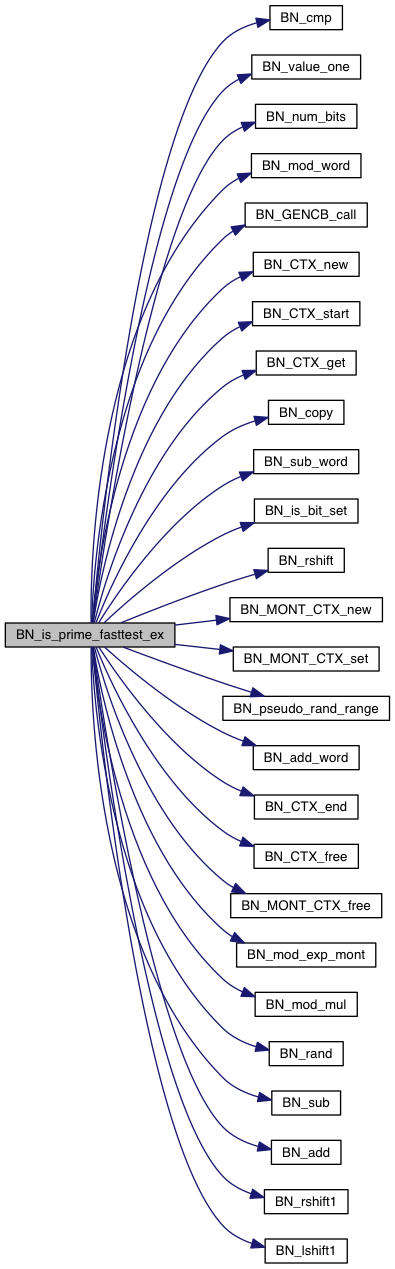 BN_cmp
BN_value_one
BN_num_bits
BN_mod_word
BN_GENCB_call
BN_CTX_new
BN_CTX_start
BN_CTX_get
BN_copy
BN_sub_word
BN_is_bit_set
BN_rshift
BN_MONT_CTX_new
BN_is_prime_fasttest_ex
BN_MONT_CTX_set
BN_pseudo_rand_range
BN_add_word
BN_CTX_end
BN_CTX_free
BN_MONT_CTX_free
BN_mod_exp_mont
BN_mod_mul
BN_rand
BN_sub
BN_add
BN_rshift1
BN_lshift1